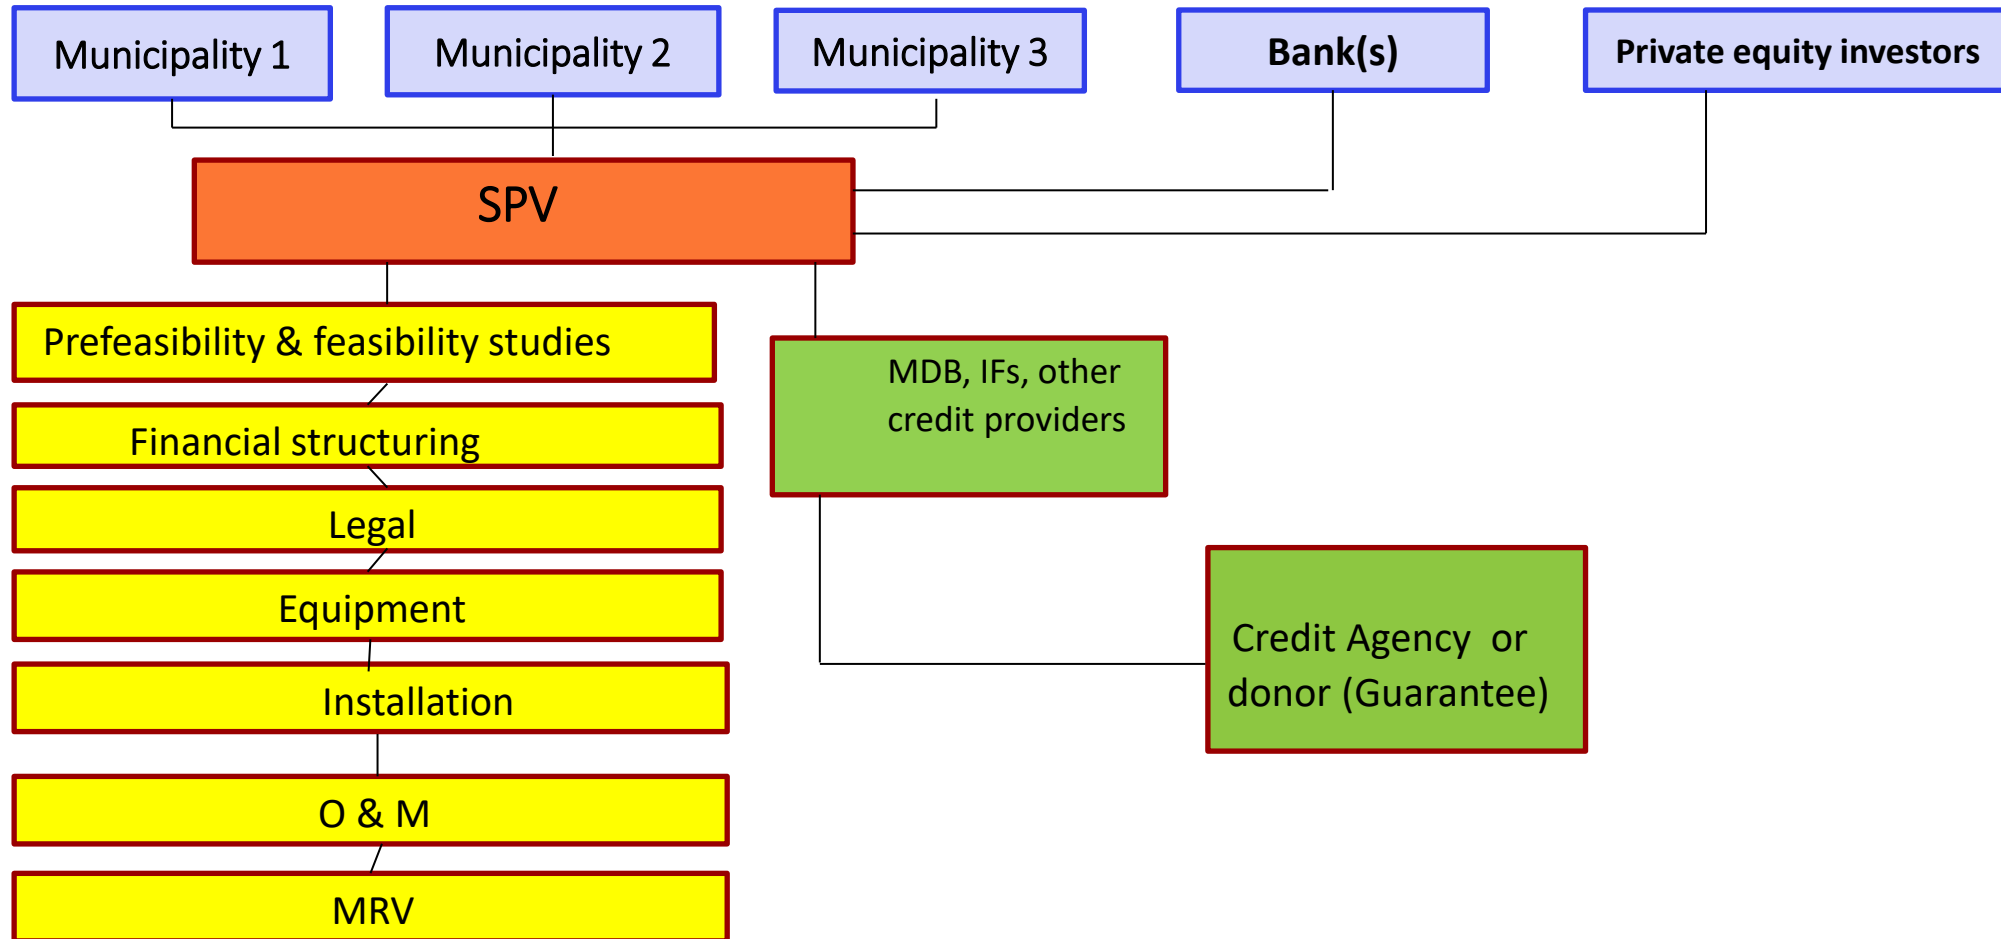 Municipality 1
Municipality 2
Municipality 3
Bank(s)
Private equity investors
SPV
Prefeasibility & feasibility studies
MDB, IFs, other
credit providers
Financial structuring
Legal
Equipment
Credit Agency or
donor (Guarantee)
Installation
O & M
MRV